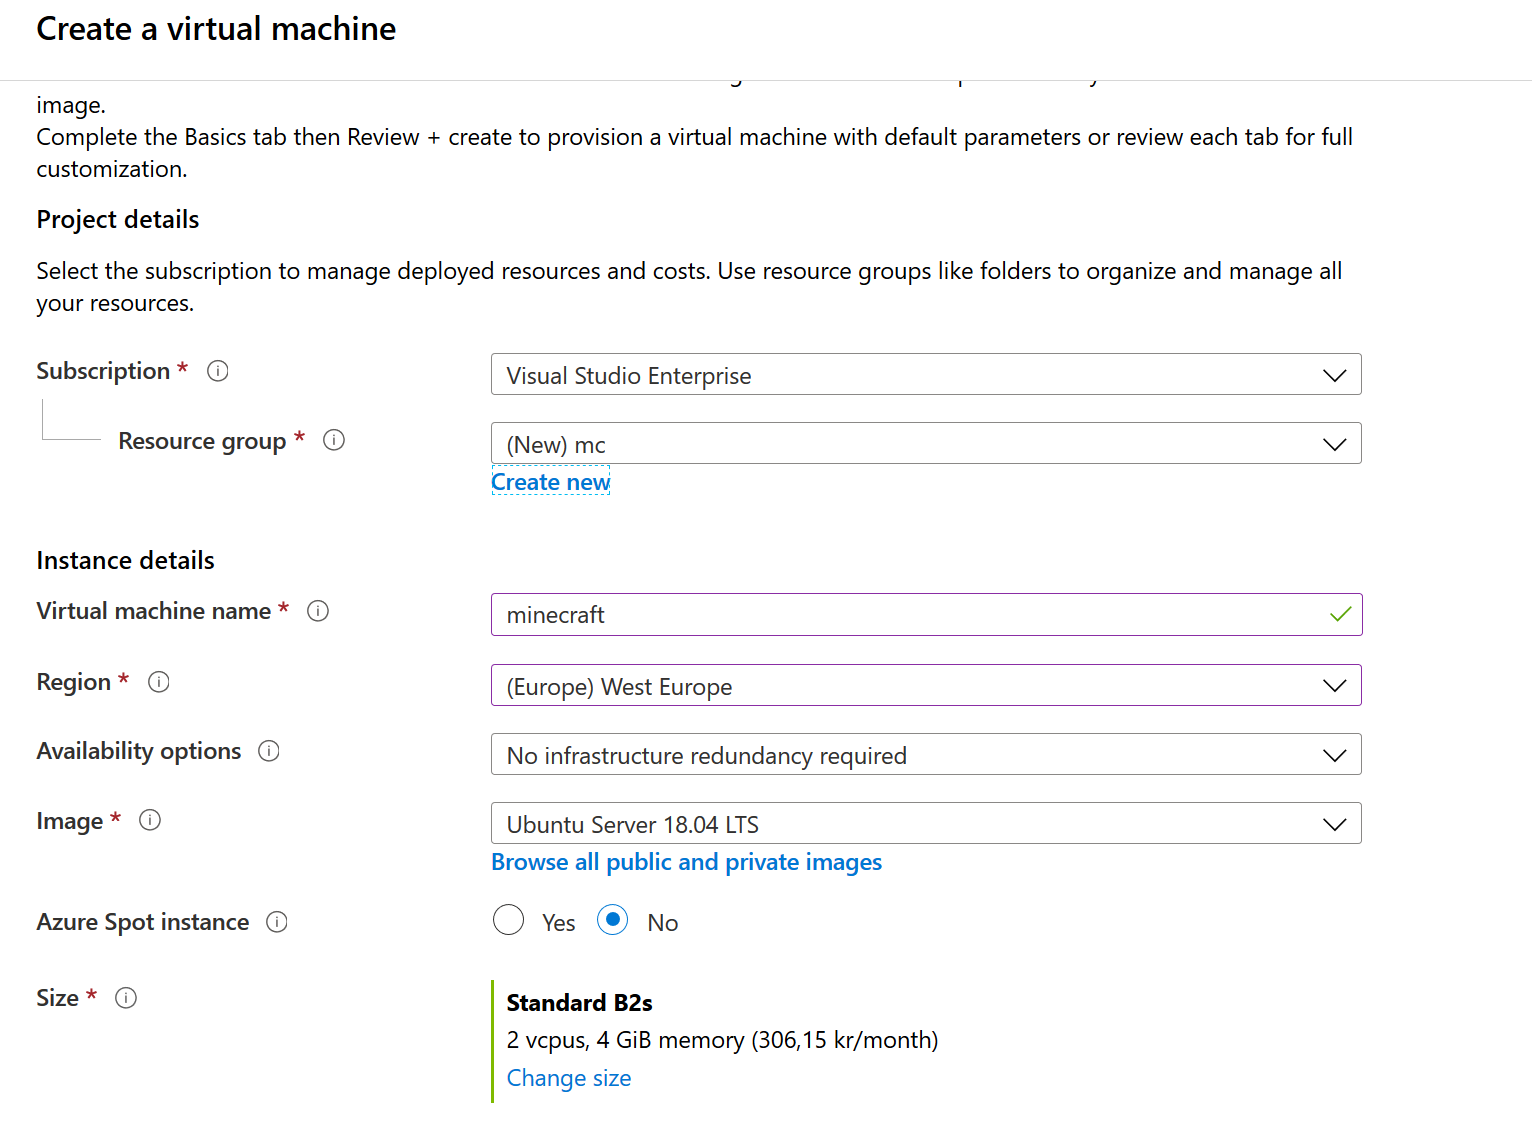 Create a virtual machine
image.
Complete the Basics tab then Review + create to provision a virtual machine with default parameters or review each tab for full
customization.
Project details
Select the subscription to manage deployed resources and costs. Use resource groups like folders to organize and manage all
your resources.
Subscription *
Visual Studio Enterprise
Resource group *
(New) mc
Create new
Instance details
Virtual machine name *
minecraft
Region *
(Europe) West Europe
Availability options
No infrastructure redundancy required
Image *
Ubuntu Server 18.04 LTS
Browse all public and private images
Azure Spot instance
Yes No
Size *
Standard B2s
2 vcpus, 4 GiB memory (306,15 kr/month)
Change size